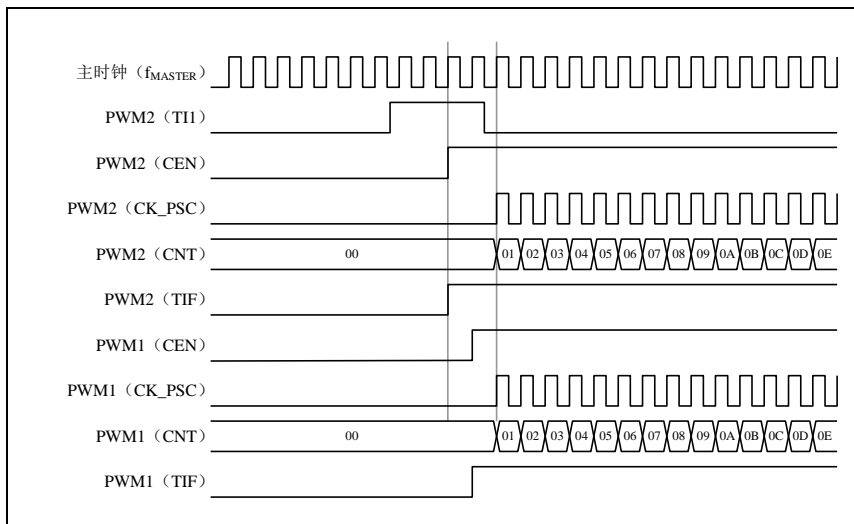 主时钟（fMASTER）
PWM2（TI1）
PWM2（CEN）
PWM2（CK_PSC）
PWM2（CNT） 00 01 02 03 04 05 06 07 08 09 0A 0B 0C 0D 0E
PWM2（TIF）
PWM1（CEN）
PWM1（CK_PSC）
PWM1（CNT） 00 01 02 03 04 05 06 07 08 09 0A 0B 0C 0D 0E
PWM1（TIF）